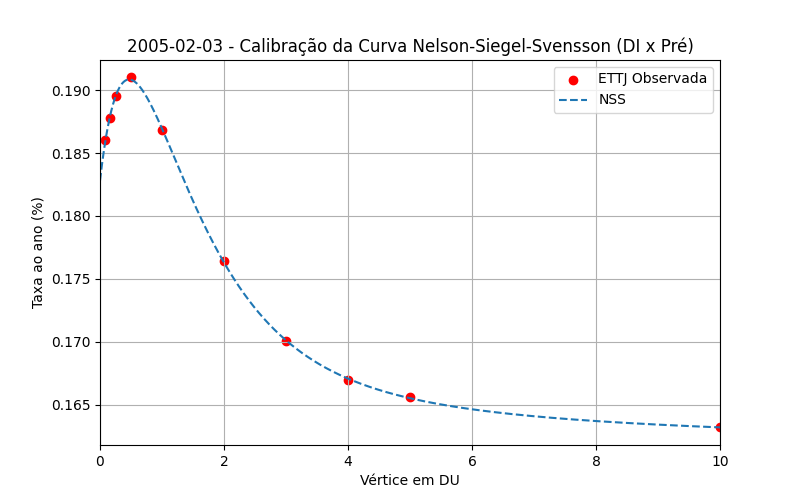 2005-02-03 - Calibração da Curva Nelson-Siegel-Svensson (DI x Pré)
ETTJ Observada
NSS
Taxa ao ano (%)
0.190
0.185
0.180
0.175
0.170
0.165
0 2 4 6 8 10
Vértice em DU